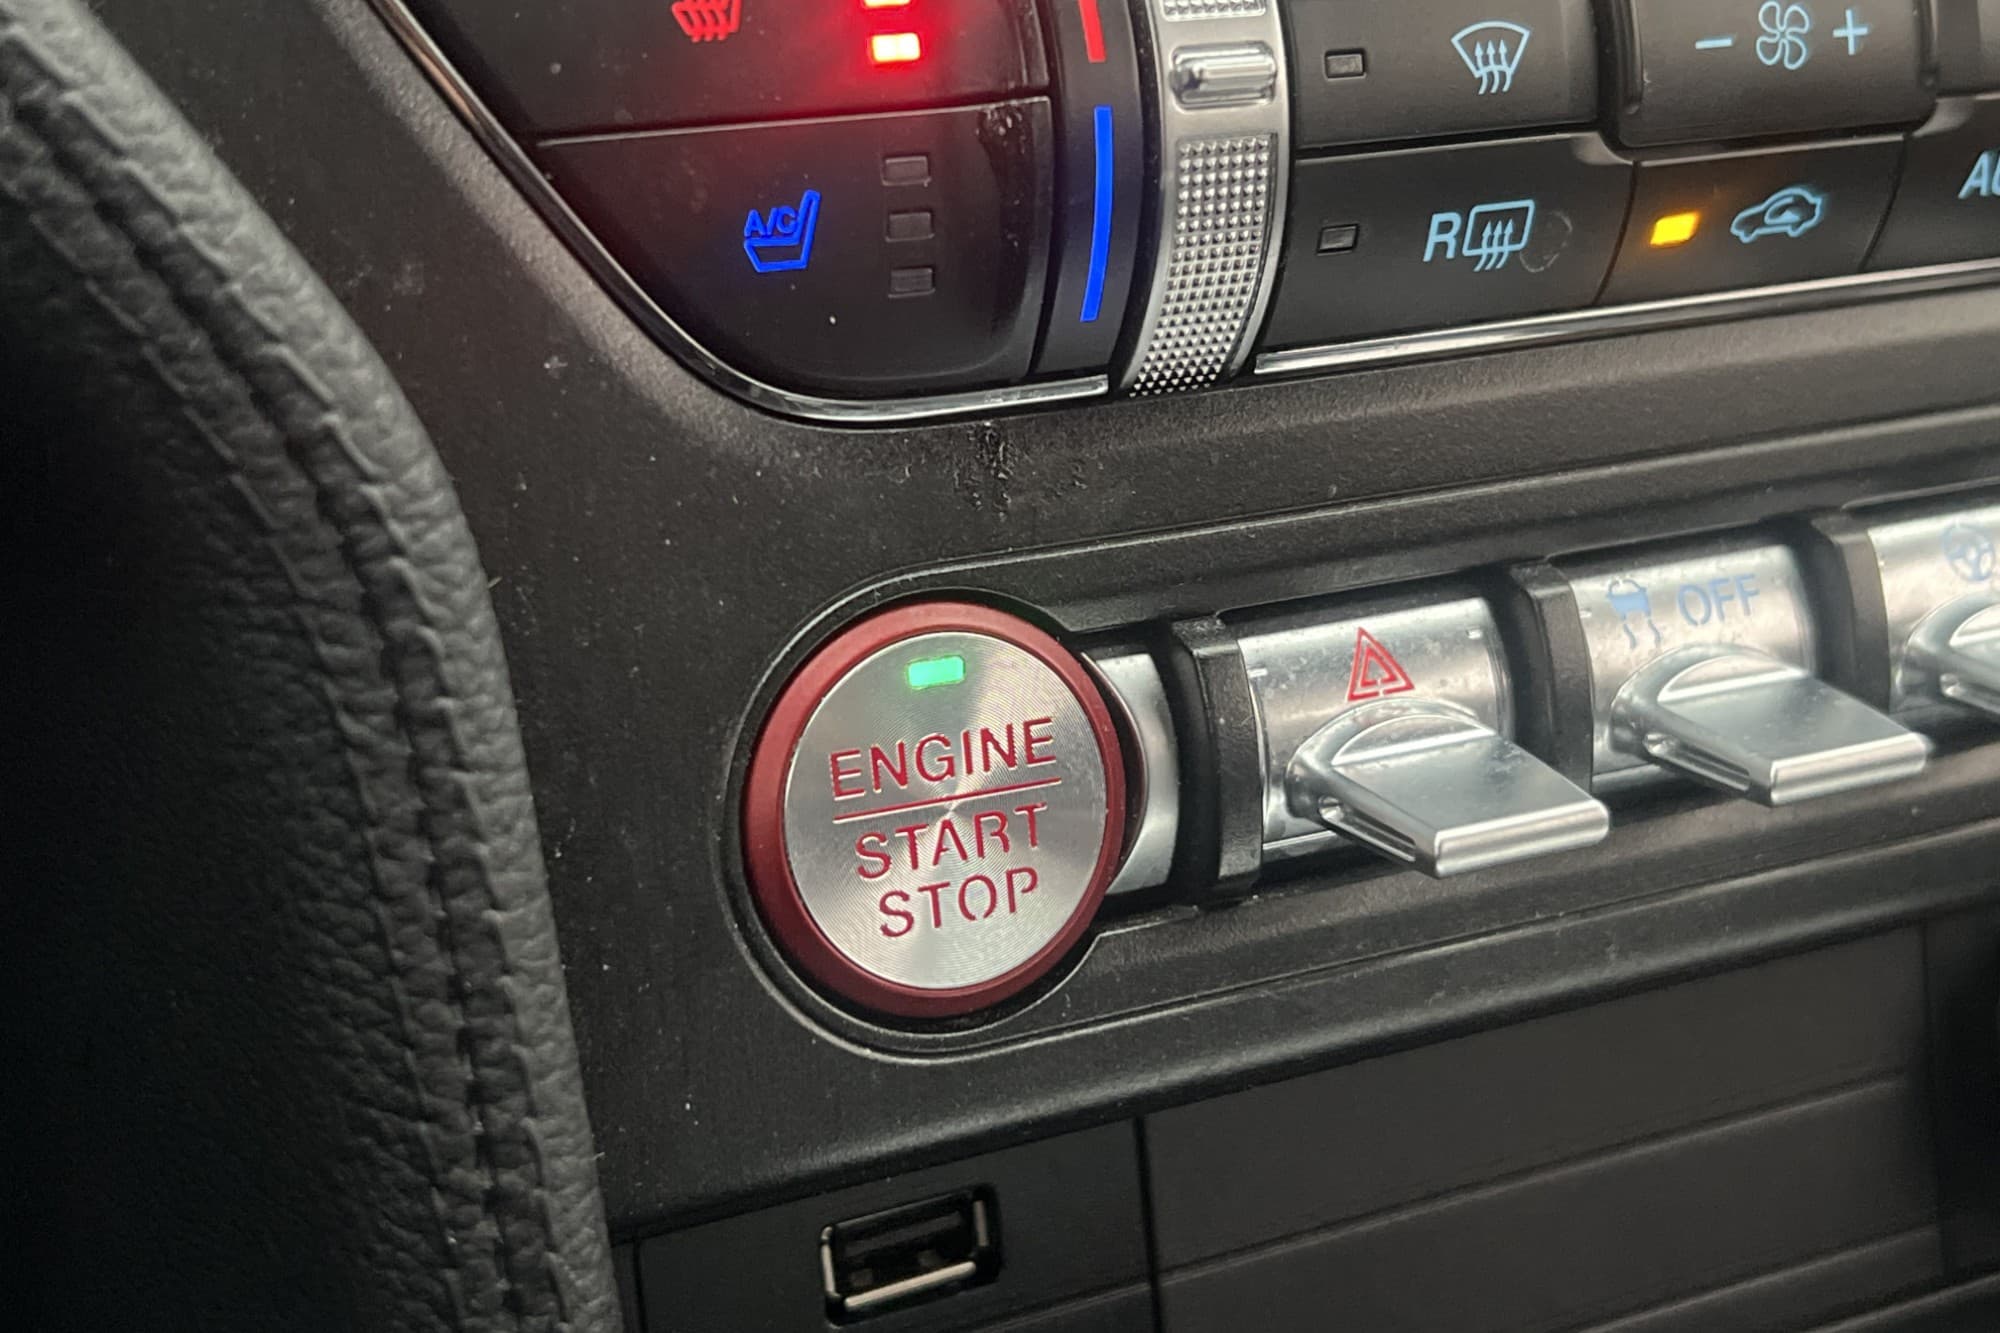 A/C
R
ENGINE
START
STOP
OFF